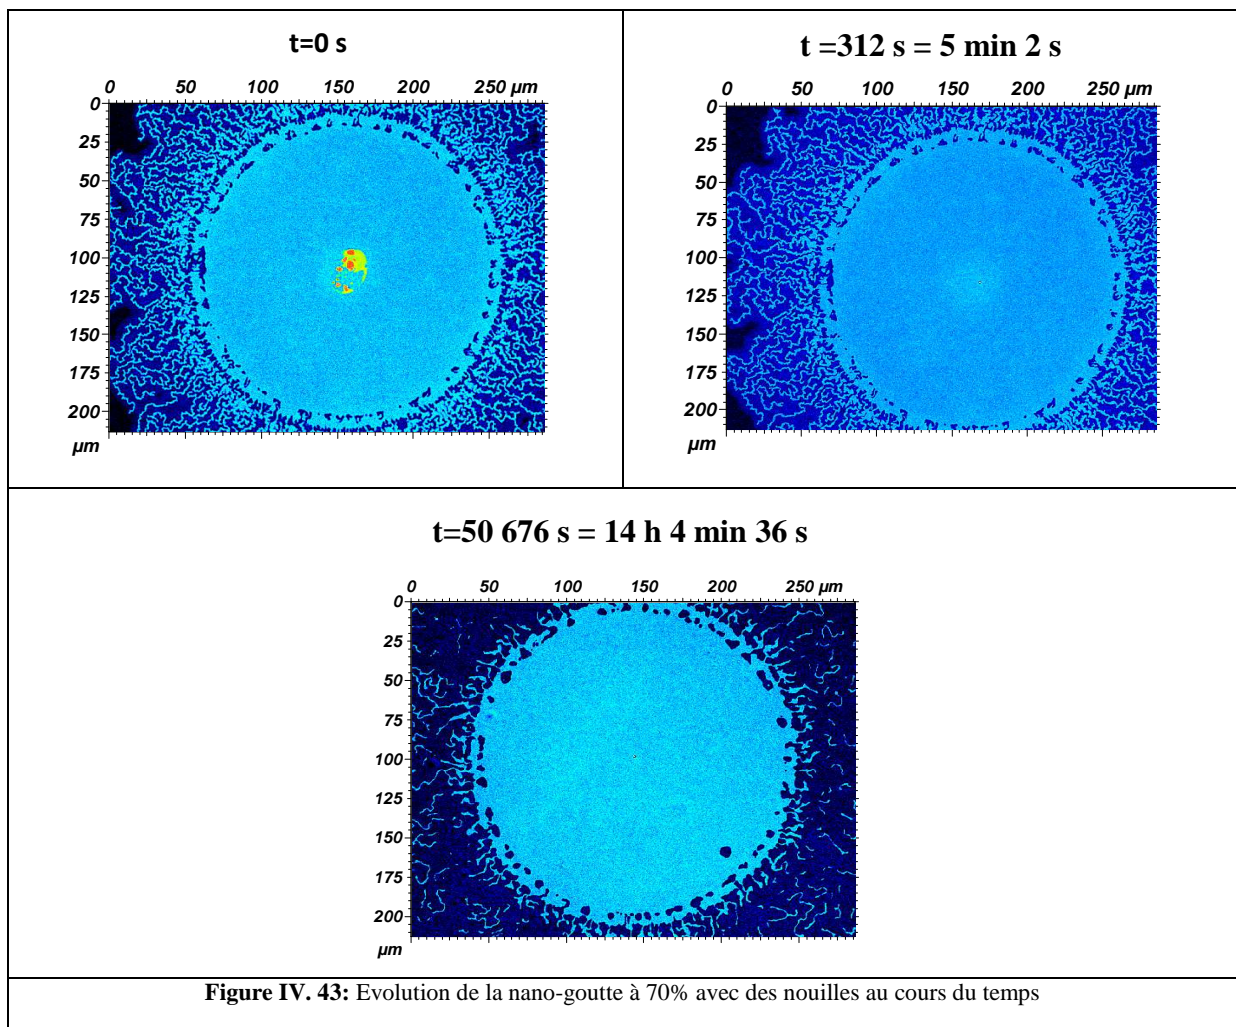 t=0 s
0 50 100 150 200 250 µm
0
25
50
75
100
125
150
175
200
µm
t =312 s = 5 min 2 s
0 50 100 150 200 250 µm
0
25
50
75
100
125
150
175
200
µm
t=50 676 s = 14 h 4 min 36 s
0 50 100 150 200 250 µm
0
25
50
75
100
125
150
175
200
µm
Figure IV. 43: Evolution de la nano-goutte à 70% avec des nouilles au cours du temps